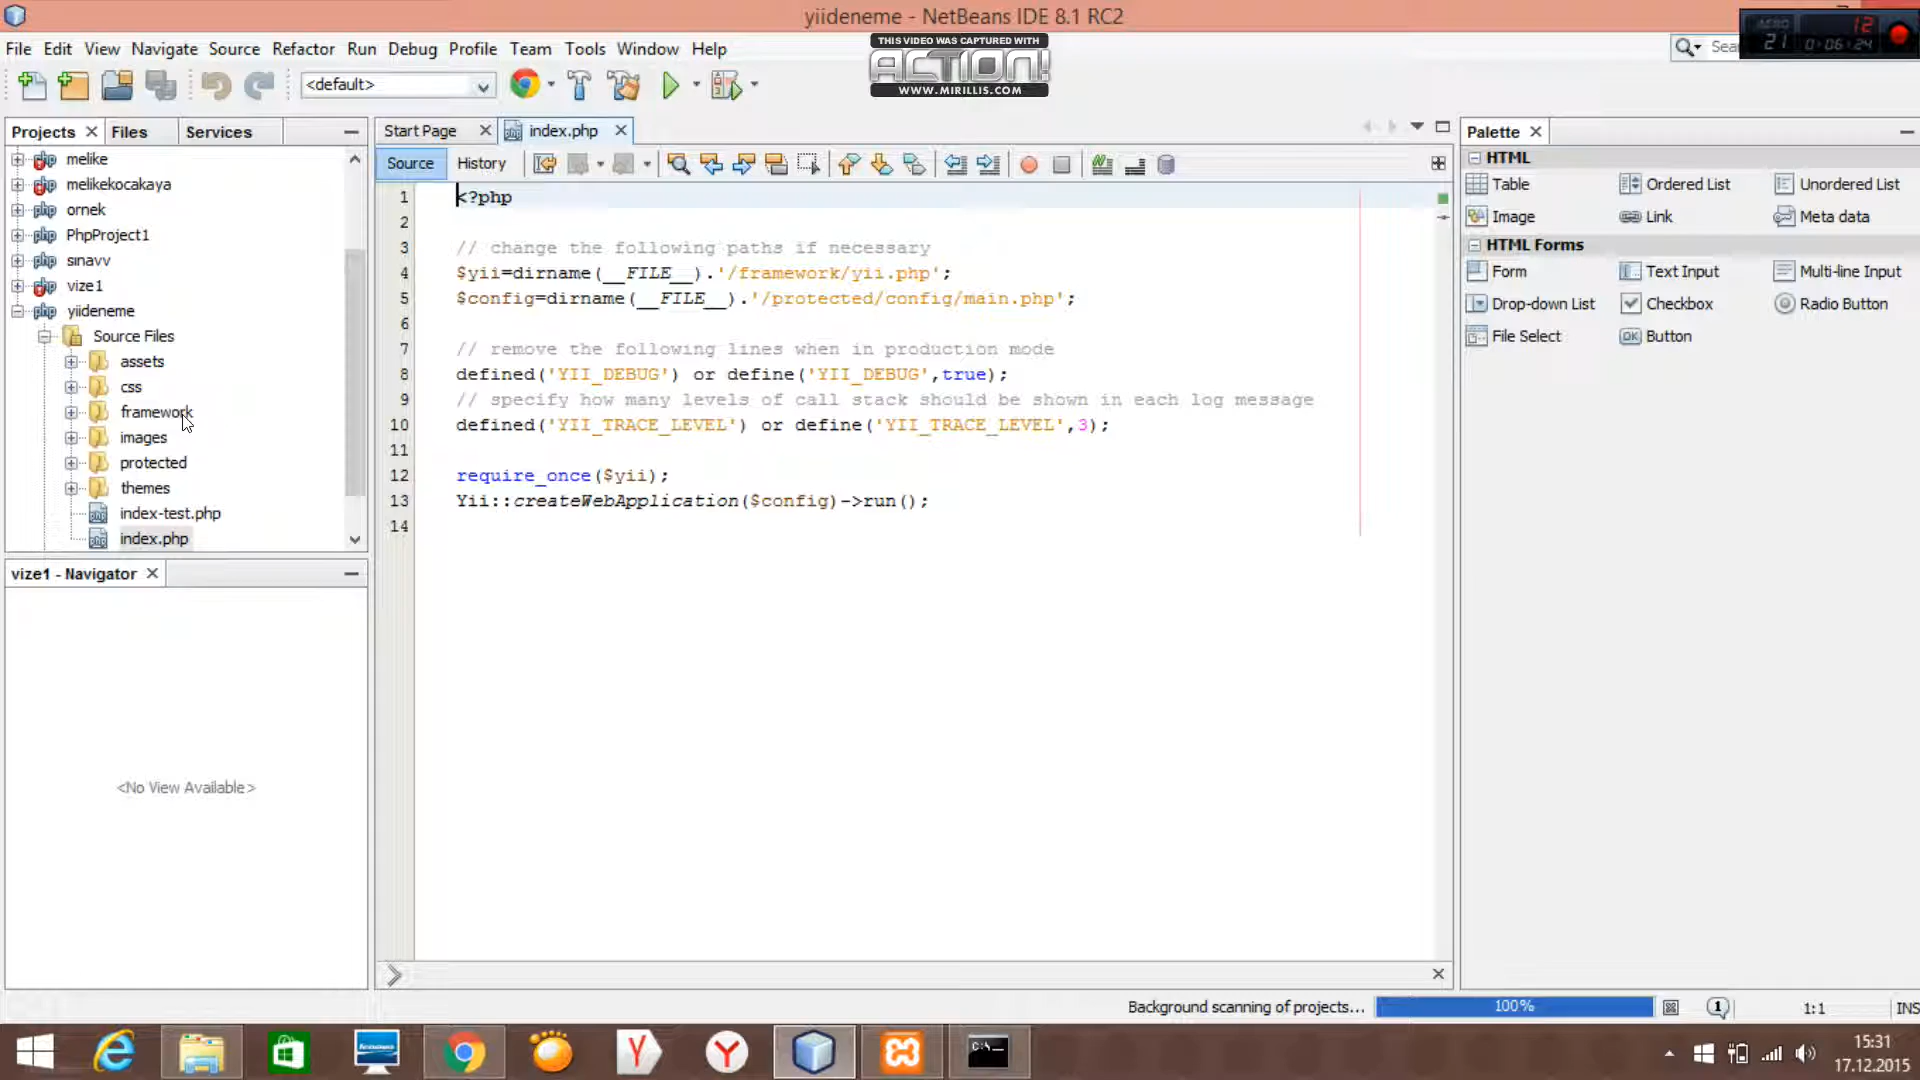 yiideneme - NetBeans IDE 8.1 RC2
File Edit View Navigate Source Refactor Run Debug Profile Team Tools Window Help
THIS VIDEO WAS CAPTURED WITH
ACTION!
WWW.MIRILLIS.COM
21 12 0:06:24
<default>
Projects Files Services
Start Page index.php
Palette
Source History
melike
melikekocakaya
ornek
PhpProject1
sınavv
vize1
yiideneme
Source Files
assets
css
framework
images
protected
themes
index-test.php
index.php
1 <?php
2
3 // change the following paths if necessary
4 $yii=dirname(__FILE__).'/framework/yii.php';
5 $config=dirname(__FILE__).'/protected/config/main.php';
6
7 // remove the following lines when in production mode
8 defined('YII_DEBUG') or define('YII_DEBUG',true);
9 // specify how many levels of call stack should be shown in each log message
10 defined('YII_TRACE_LEVEL') or define('YII_TRACE_LEVEL',3);
11
12 require_once($yii);
13 Yii::createWebApplication($config)->run();
14
HTML
Table Ordered List Unordered List
Image Link Meta data
HTML Forms
Form Text Input Multi-line Input
Drop-down List Checkbox Radio Button
File Select Button
vize1 - Navigator
<No View Available>
Background scanning of projects... 100% 1:1 INS
15:31
17.12.2015